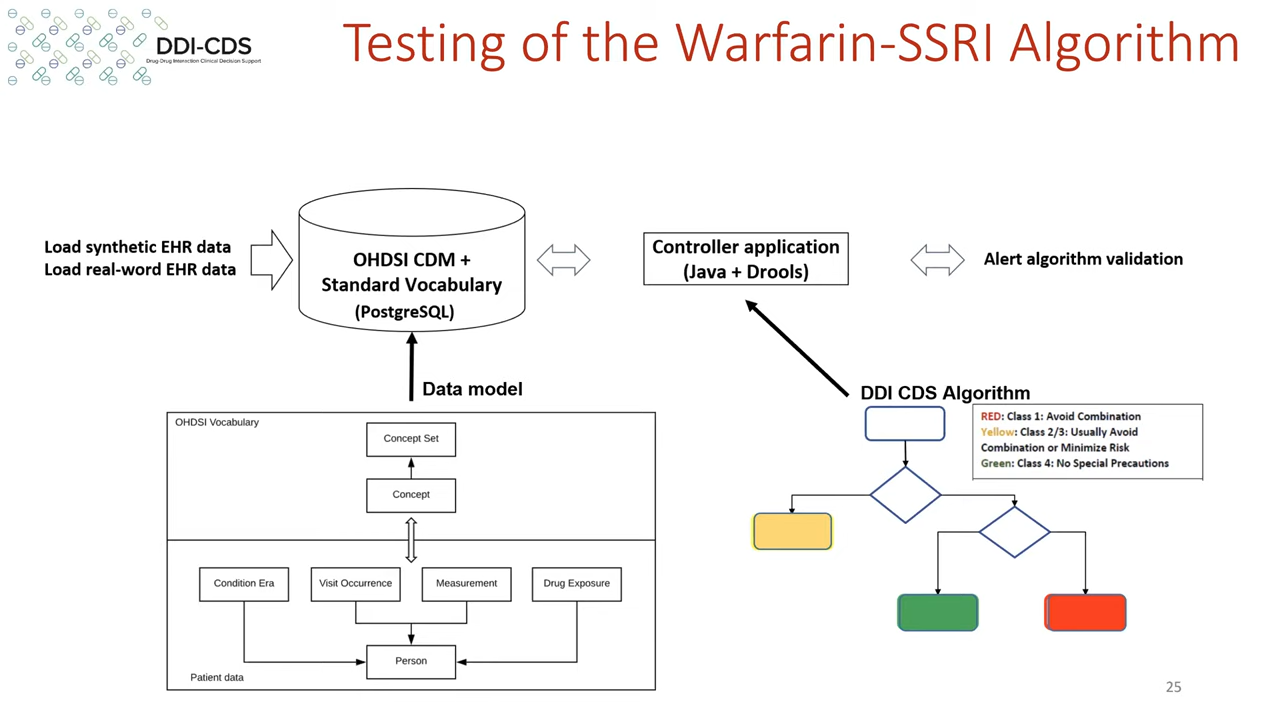 DDI-CDS
Drug-Drug Interaction Clinical Decision Support
Testing of the Warfarin-SSRI Algorithm
Load synthetic EHR data
Load real-word EHR data
OHDSI CDM +
Standard Vocabulary
(PostgreSQL)
Controller application
(Java + Drools)
Alert algorithm validation
Data model
DDI CDS Algorithm
OHDSI Vocabulary
Concept Set
Concept
Condition Era
Visit Occurrence
Measurement
Drug Exposure
Person
Patient data
RED: Class 1: Avoid Combination
Yellow: Class 2/3: Usually Avoid
Combination or Minimize Risk
Green: Class 4: No Special Precautions
25